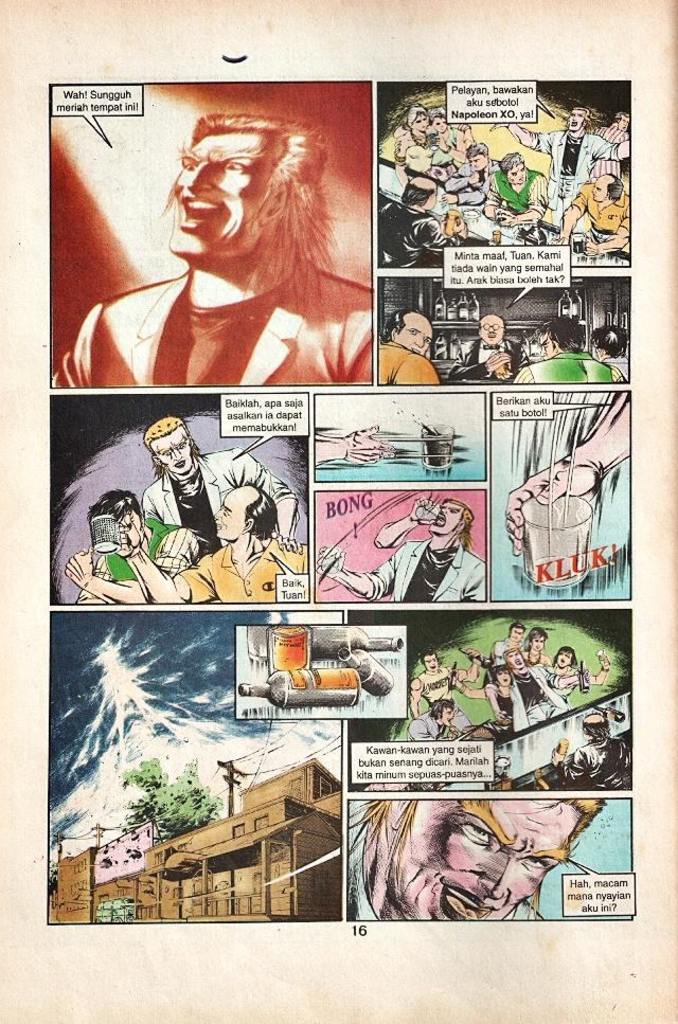 Wah! Sungguh
meriah tempat ini!
Pelayan, bawakan
aku sebotol
Napoleon XO, ya!
Minta maaf, Tuan. Kami
tiada wain yang semahal
itu. Arak biasa boleh tak?
Baiklah, apa saja
asalkan ia dapat
memabukkan!
Baik,
Tuan!
BONG
!
Berikan aku
satu botol!
KLUK!
Kawan-kawan yang sejati
bukan senang dicari. Marilah
kita minum sepuas-puasnya...
Hah, macam
mana nyayian
aku ini?
16